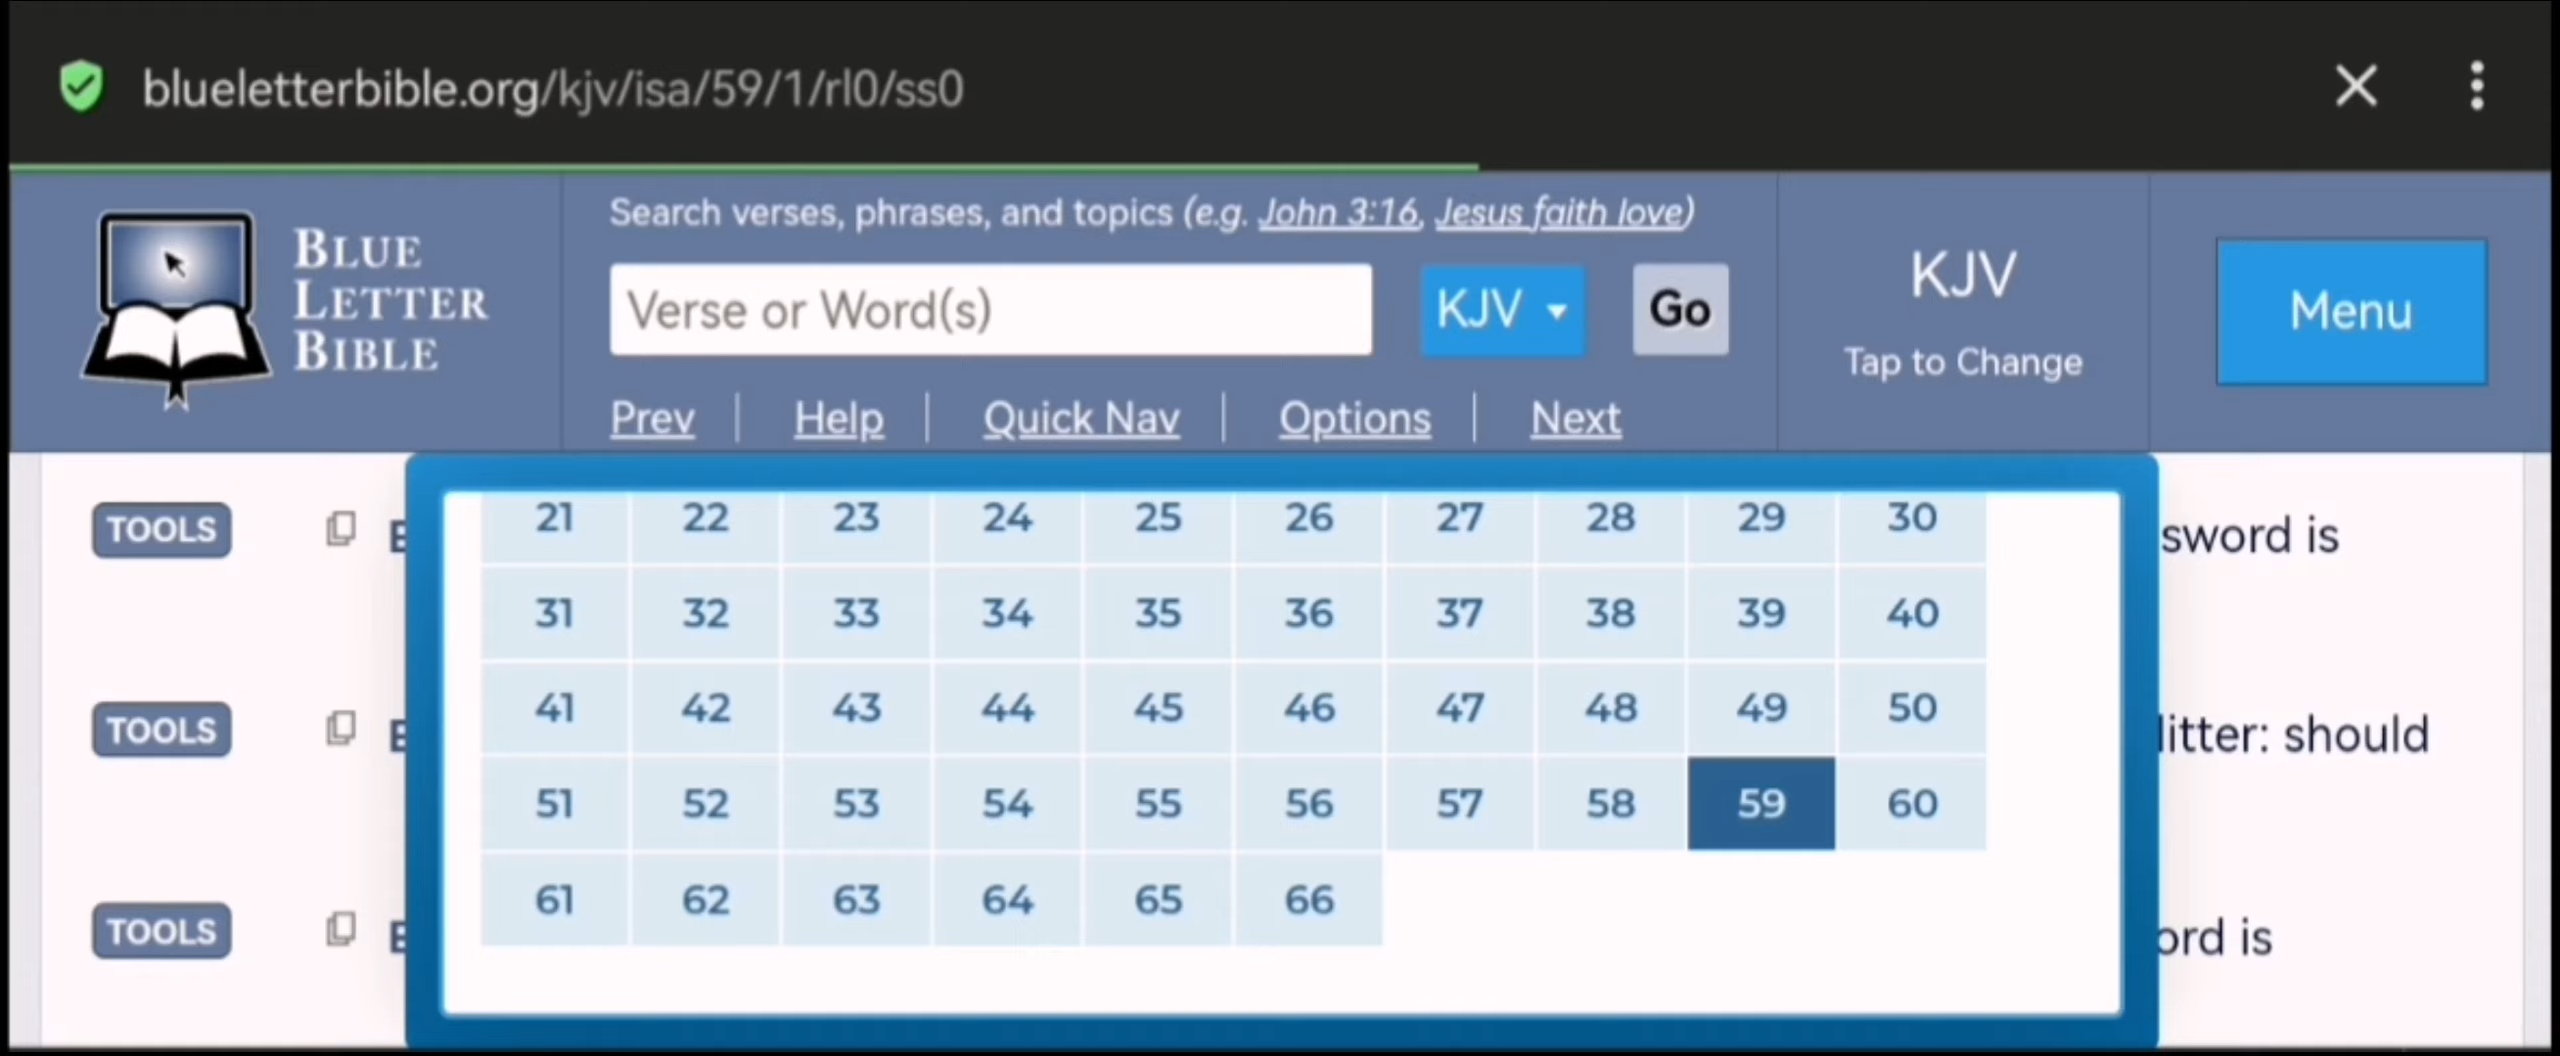 blueletterbible.org/kjv/isa/59/1/rl0/ss0
BLUE
LETTER
BIBLE
Search verses, phrases, and topics (e.g. John 3:16, Jesus faith love)
Verse or Word(s)
KJV
Go
Prev
Help
Quick Nav
Options
Next
KJV
Tap to Change
Menu
TOOLS
sword is
TOOLS
litter: should
TOOLS
ord is
21 22 23 24 25 26 27 28 29 30
31 32 33 34 35 36 37 38 39 40
41 42 43 44 45 46 47 48 49 50
51 52 53 54 55 56 57 58 59 60
61 62 63 64 65 66